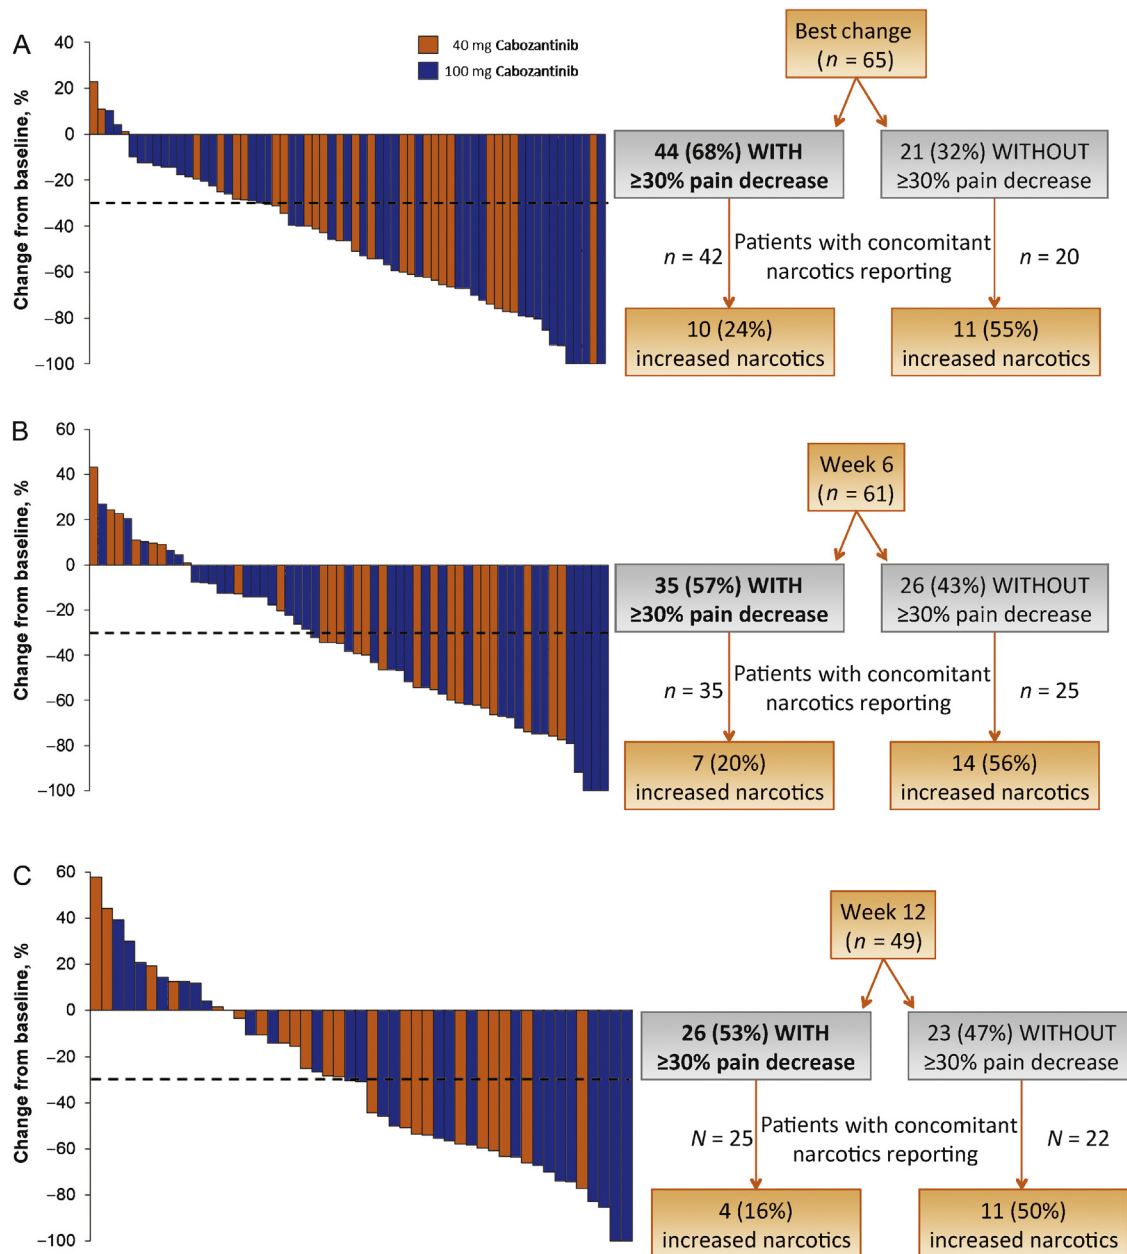 A
40
20
0
−20
−40
−60
−80
−100
Change from baseline, %
40 mg Cabozantinib
100 mg Cabozantinib
Best change
(n = 65)
44 (68%) WITH
≥30% pain decrease
21 (32%) WITHOUT
≥30% pain decrease
n = 42
Patients with concomitant
narcotics reporting
n = 20
10 (24%)
increased narcotics
11 (55%)
increased narcotics
B
60
40
20
0
−20
−40
−60
−80
−100
Change from baseline, %
Week 6
(n = 61)
35 (57%) WITH
≥30% pain decrease
26 (43%) WITHOUT
≥30% pain decrease
n = 35
Patients with concomitant
narcotics reporting
n = 25
7 (20%)
increased narcotics
14 (56%)
increased narcotics
C
60
40
20
0
−20
−40
−60
−80
−100
Change from baseline, %
Week 12
(n = 49)
26 (53%) WITH
≥30% pain decrease
23 (47%) WITHOUT
≥30% pain decrease
N = 25
Patients with concomitant
narcotics reporting
N = 22
4 (16%)
increased narcotics
11 (50%)
increased narcotics